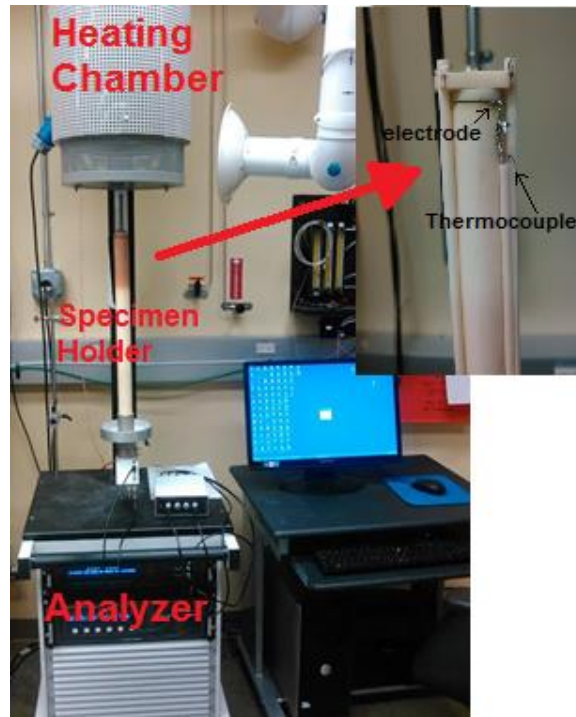 Heating
Chamber
electrode
Thermocouple
Specimen
Holder
Analyzer